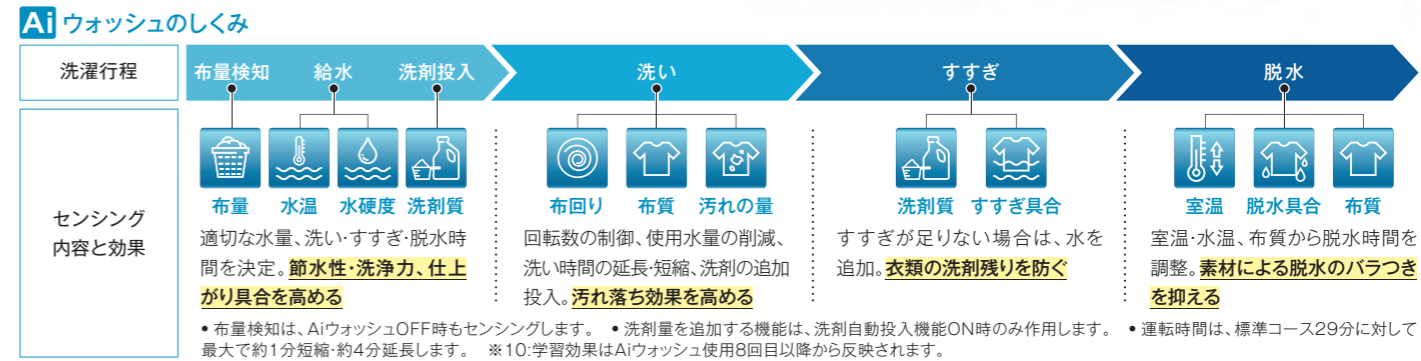 Ai ウォッシュのしくみ
洗濯行程
布量検知 給水 洗剤投入
洗い
すすぎ
脱水
センシング
内容と効果
布量 水温 水硬度 洗剤質
適切な水量、洗い・すすぎ・脱水時
間を決定。節水性・洗浄力、仕上
がり具合を高める
布回り 布質 汚れの量
回転数の制御、使用水量の削減、
洗い時間の延長・短縮、洗剤の追加
投入。汚れ落ち効果を高める
洗剤質 すすぎ具合
すすぎが足りない場合は、水を
追加。衣類の洗剤残りを防ぐ
室温 脱水具合 布質
室温・水温、布質から脱水時間を
調整。素材による脱水のバラつき
を抑える
• 布量検知は、AiウォッシュOFF時もセンシングします。 • 洗剤量を追加する機能は、洗剤自動投入機能ON時のみ作用します。 • 運転時間は、標準コース29分に対して
最大で約1分短縮・約4分延長します。 ※10:学習効果はAiウォッシュ使用8回目以降から反映されます。